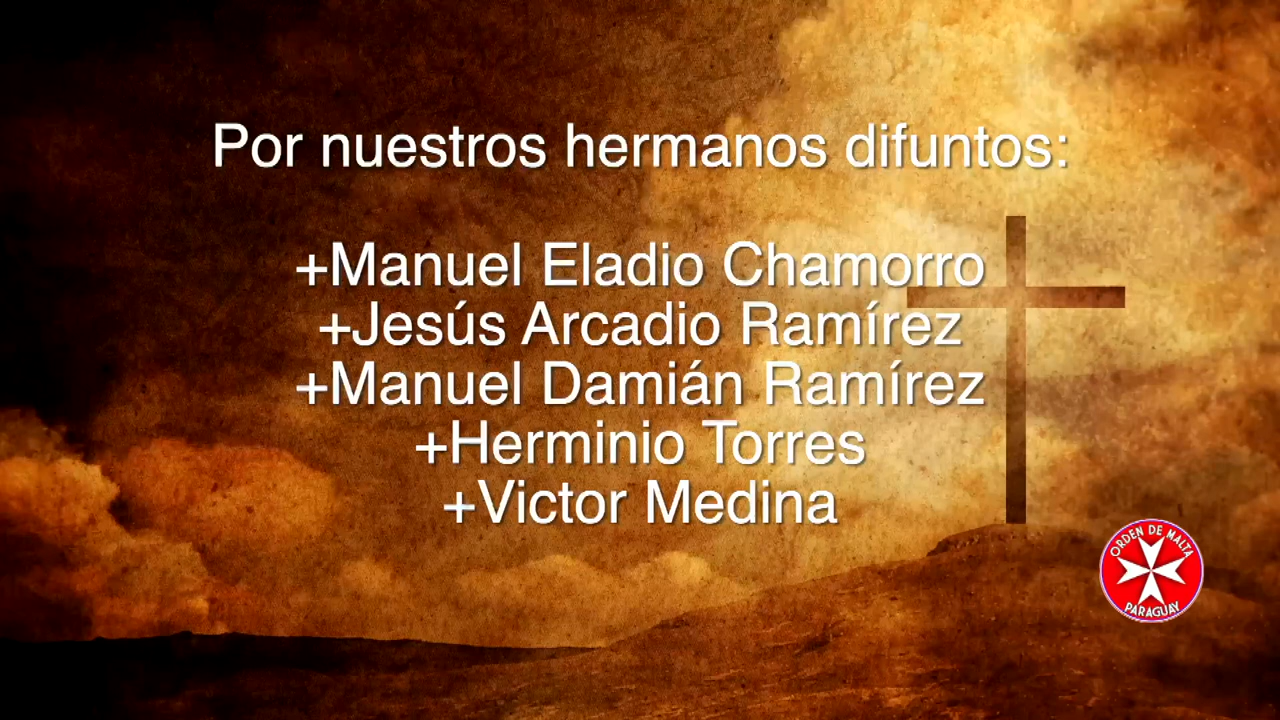 Por nuestros hermanos difuntos:
+Manuel Eladio Chamorro
+Jesús Arcadio Ramírez
+Manuel Damián Ramírez
+Herminio Torres
+Victor Medina
ORDEN DE MALTA
PARAGUAY